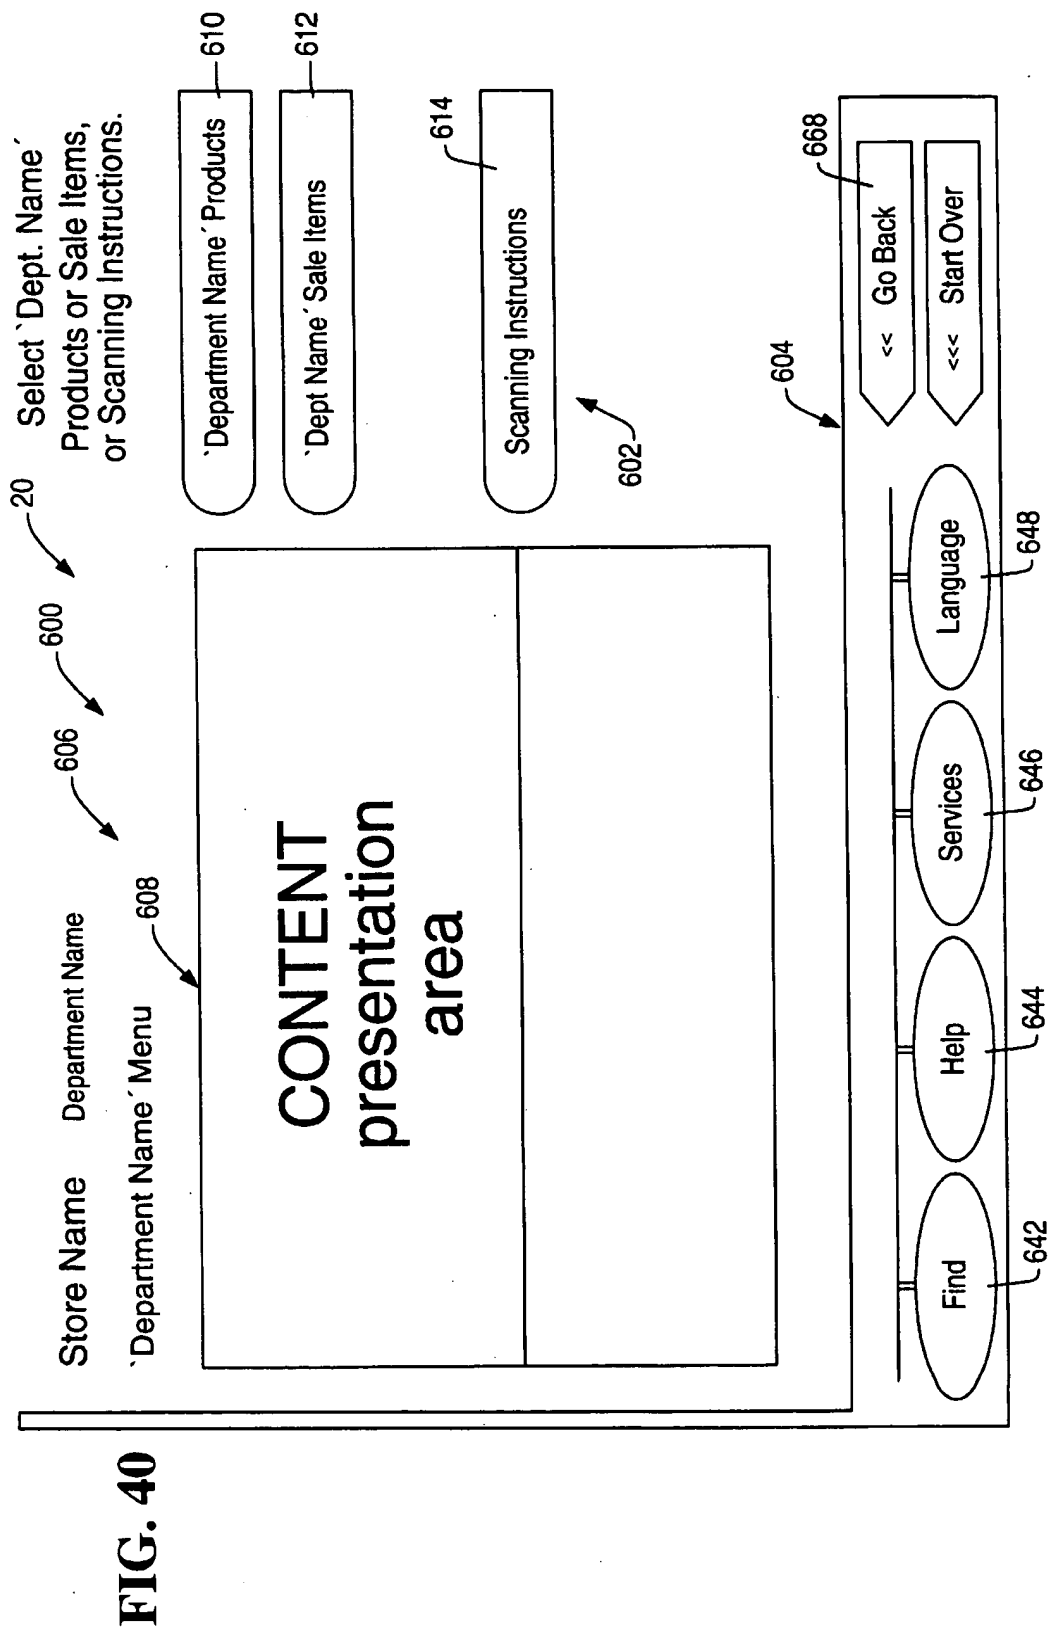 FIG. 40
Store Name Department Name
`Department Name´ Menu
606
600
20
Select `Dept. Name´
Products or Sale Items,
or Scanning Instructions.
608
CONTENT
presentation
area
`Department Name´ Products
610
`Dept Name´ Sale Items
612
614
Scanning Instructions
602
604
668
<< Go Back
<<< Start Over
Find
Help
Services
Language
642
644
646
648